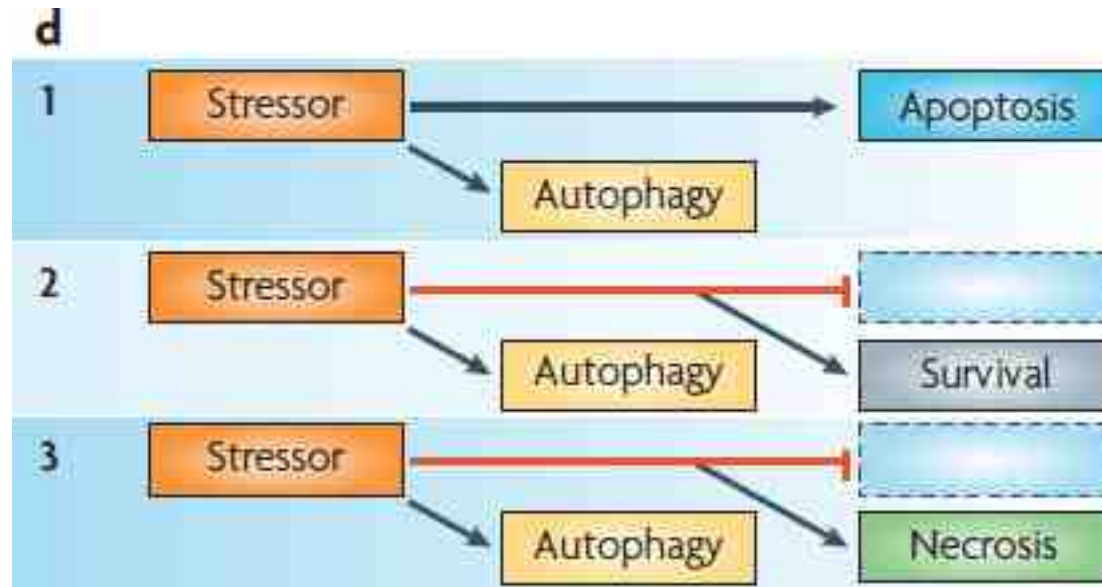 d
1 Stressor Apoptosis
Autophagy
2 Stressor
Autophagy Survival
3 Stressor
Autophagy Necrosis